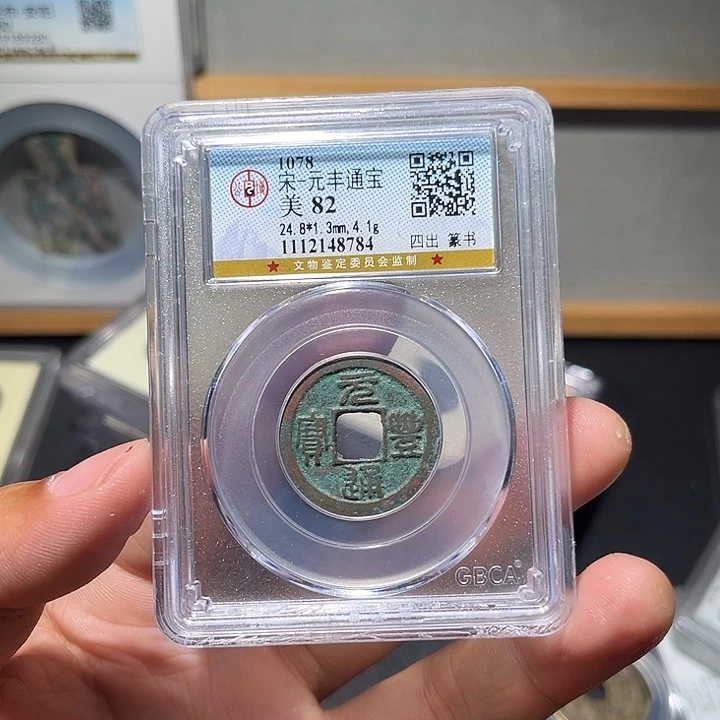 1078
宋-元丰通宝
美 82
24.8*1.3mm,4.1g
1112148784
四出 篆书
★ 文物鉴定委员会监制 ★
元豐通寳
GBCA